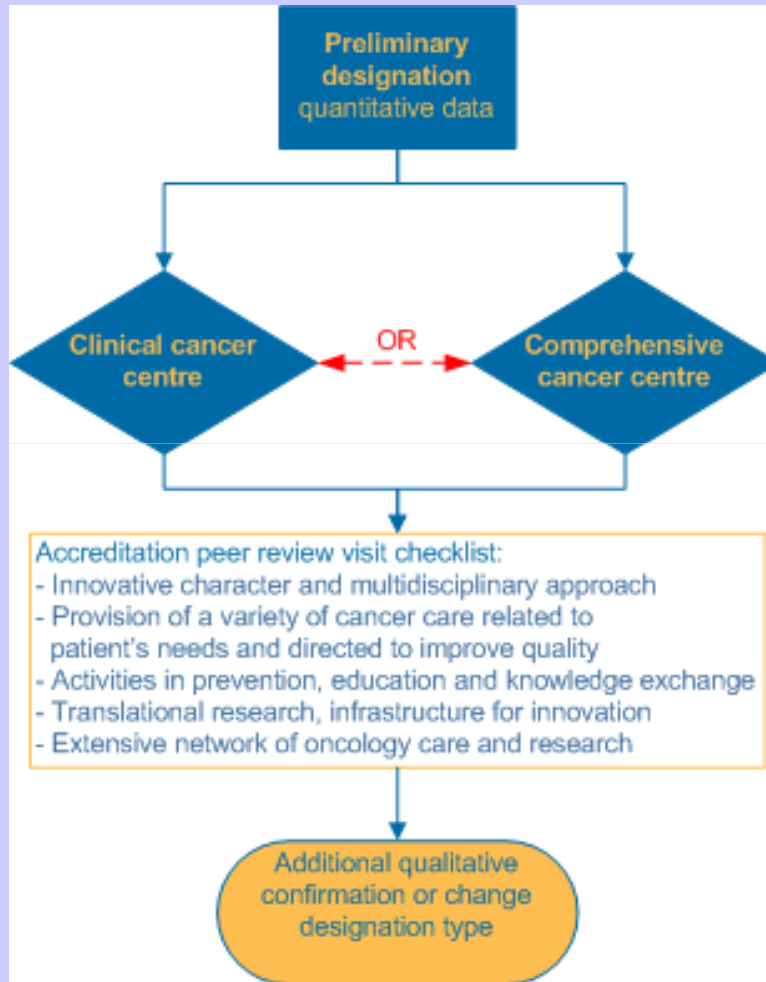 Preliminary
designation
quantitative data
Clinical cancer
centre
OR
Comprehensive
cancer centre
Accreditation peer review visit checklist:
- Innovative character and multidisciplinary approach
- Provision of a variety of cancer care related to
patient's needs and directed to improve quality
- Activities in prevention, education and knowledge exchange
- Translational research, infrastructure for innovation
- Extensive network of oncology care and research
Additional qualitative
confirmation or change
designation type